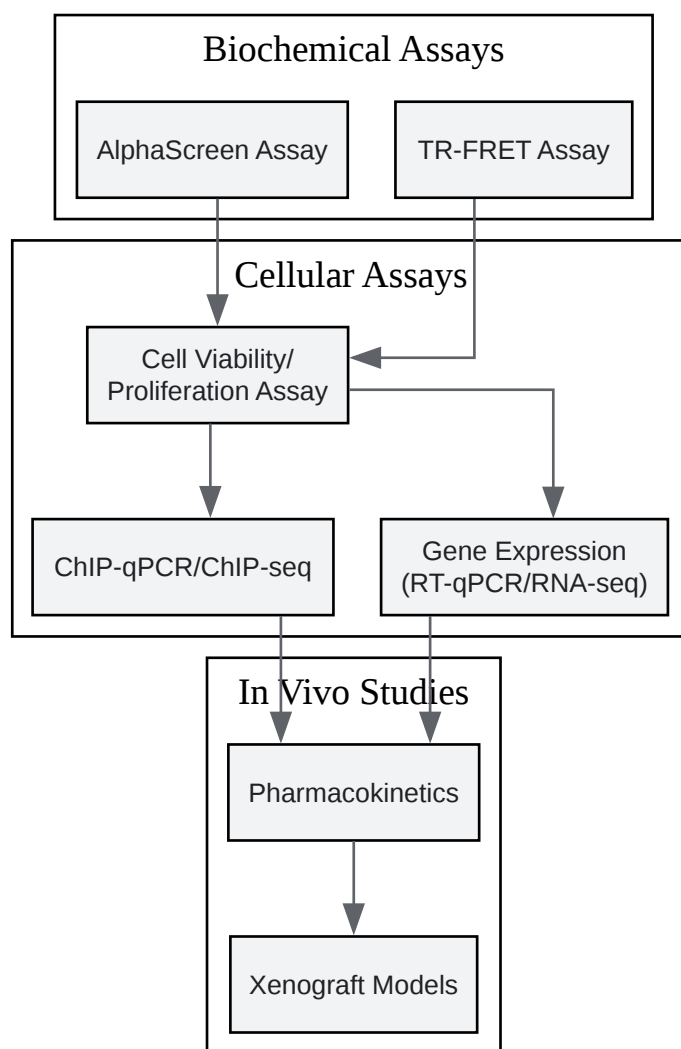 Biochemical Assays
AlphaScreen Assay
TR-FRET Assay
Cellular Assays
Cell Viability/
Proliferation Assay
ChIP-qPCR/ChIP-seq
Gene Expression
(RT-qPCR/RNA-seq)
In Vivo Studies
Pharmacokinetics
Xenograft Models